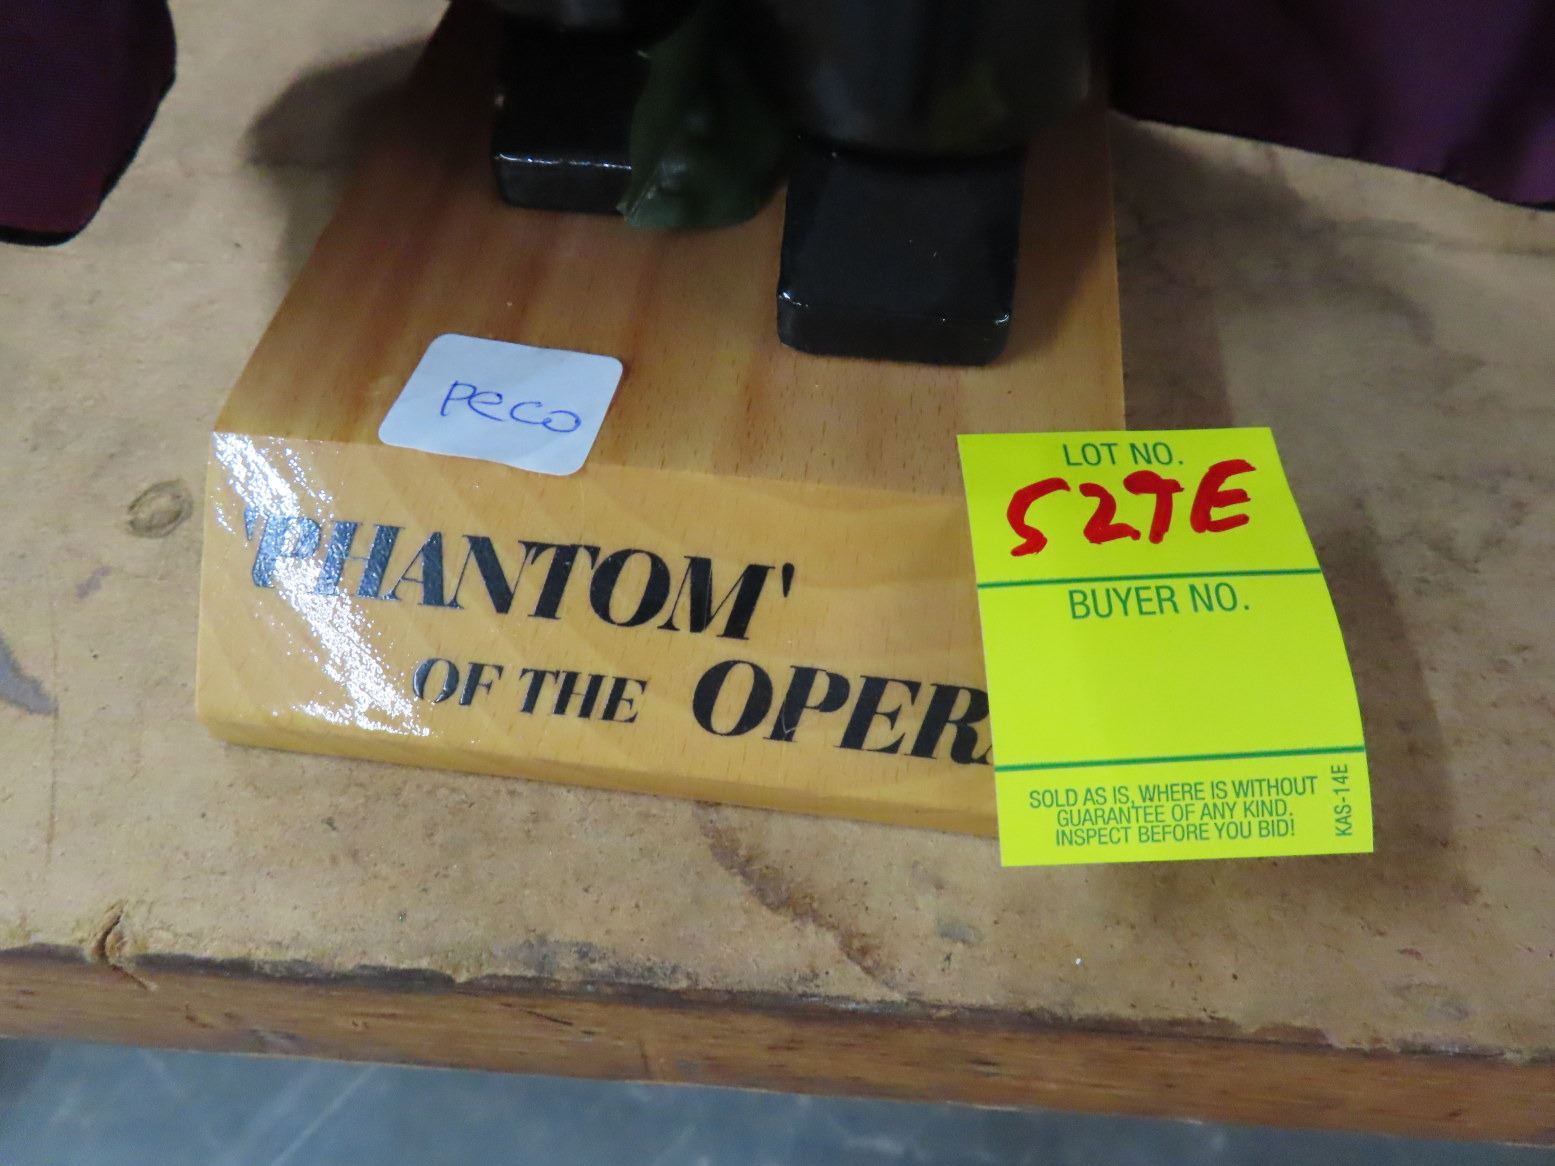 peco
'PHANTOM'
OF THE OPER
LOT NO.
527E
BUYER NO.
SOLD AS IS, WHERE IS WITHOUT
GUARANTEE OF ANY KIND.
INSPECT BEFORE YOU BID!
KAS-14E